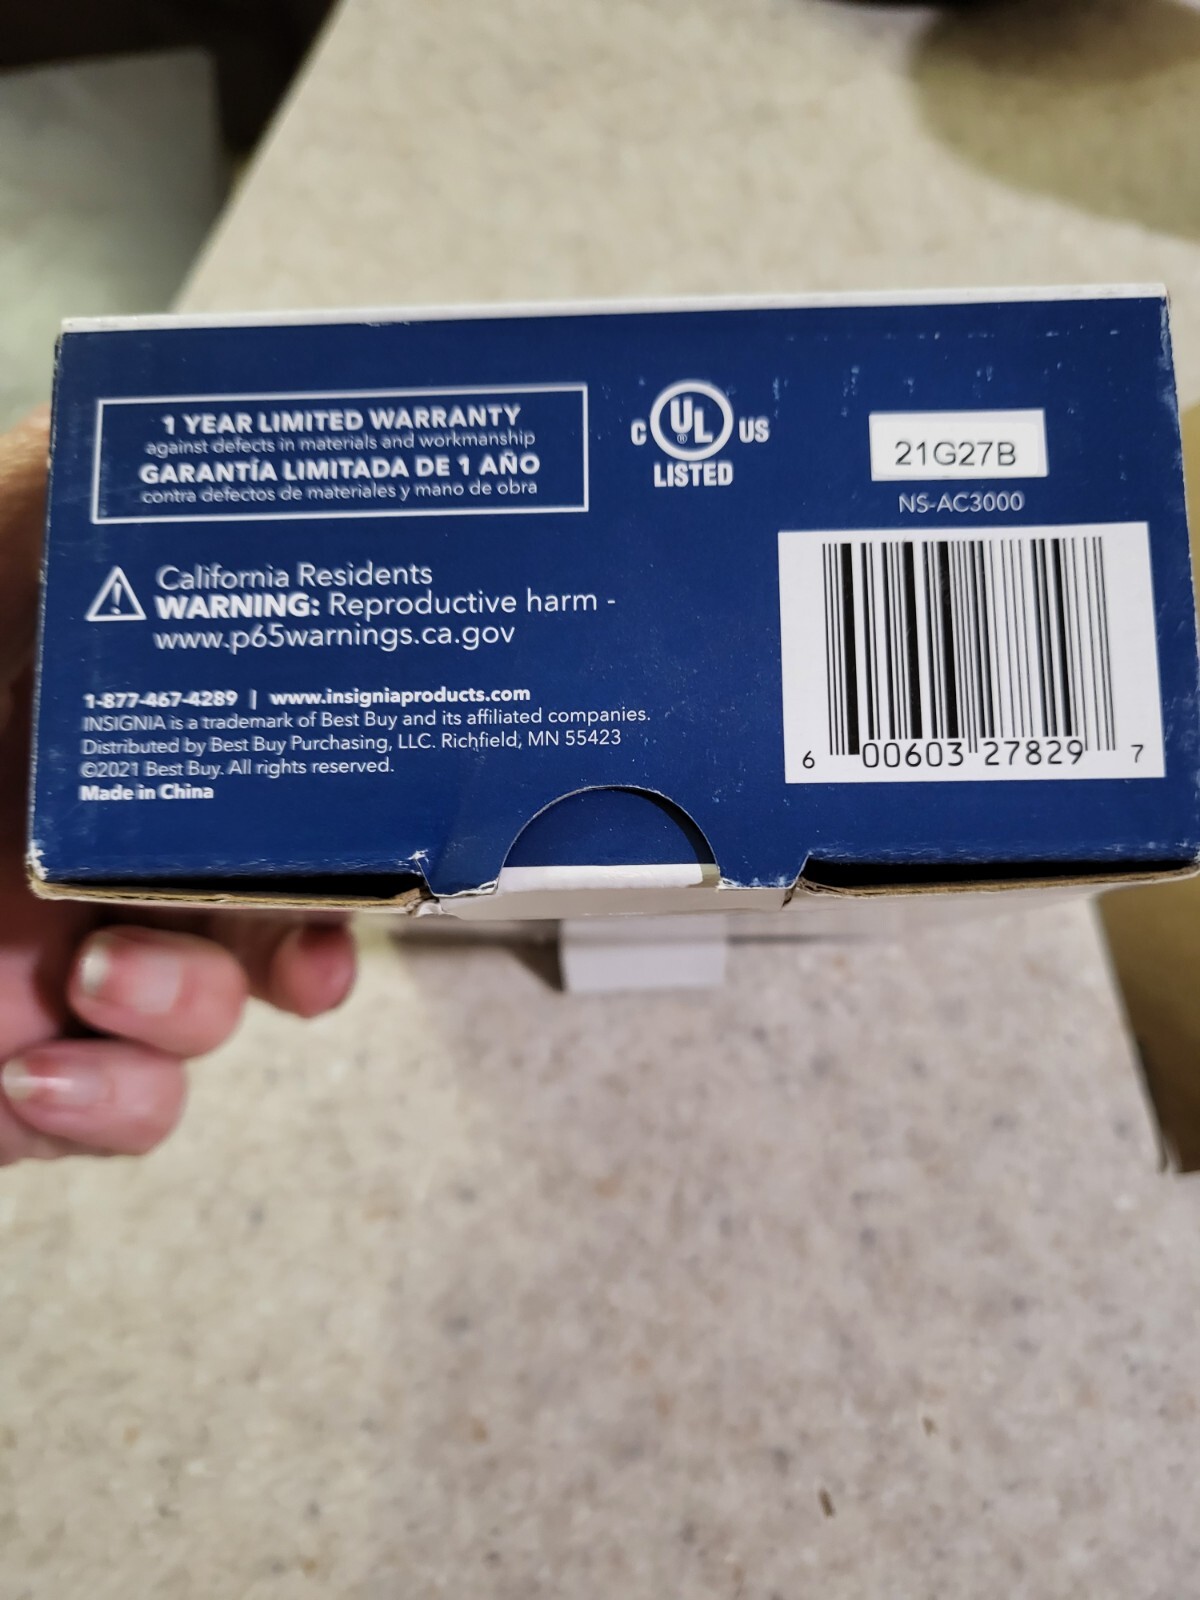 1 YEAR LIMITED WARRANTY
against defects in materials and workmanship
GARANTÍA LIMITADA DE 1 AÑO
contra defectos de materiales y mano de obra
C UL® US
LISTED
21G27B
NS-AC3000
California Residents
WARNING: Reproductive harm -
www.p65warnings.ca.gov
1-877-467-4289 | www.insigniaproducts.com
INSIGNIA is a trademark of Best Buy and its affiliated companies.
Distributed by Best Buy Purchasing, LLC. Richfield, MN 55423
©2021 Best Buy. All rights reserved.
Made in China
6 00603 27829 7